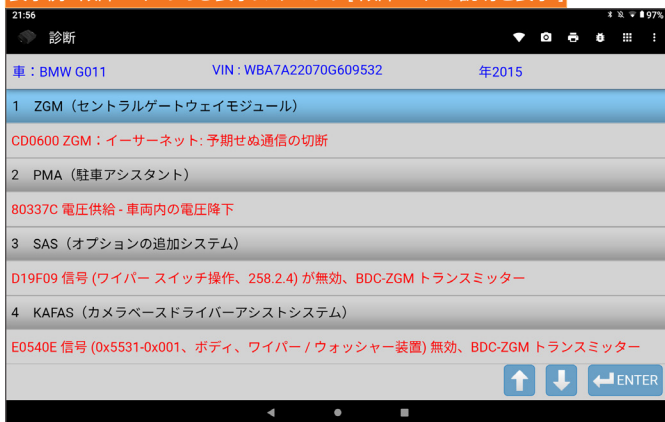 21:56
97%
診断
車：BMW G011 VIN : WBA7A22070G609532 年2015
1 ZGM（セントラルゲートウェイモジュール）
CD0600 ZGM：イーサーネット: 予期せぬ通信の切断
2 PMA（駐車アシスタント）
80337C 電圧供給 - 車両内の電圧降下
3 SAS（オプションの追加システム）
D19F09 信号 (ワイパー スイッチ操作、258.2.4) が無効、BDC-ZGM トランスミッター
4 KAFAS（カメラベースドライバーアシストシステム）
E0540E 信号 (0x5531-0x001、ボディ、ワイパー / ウォッシャー装置) 無効、BDC-ZGM トランスミッター
ENTER